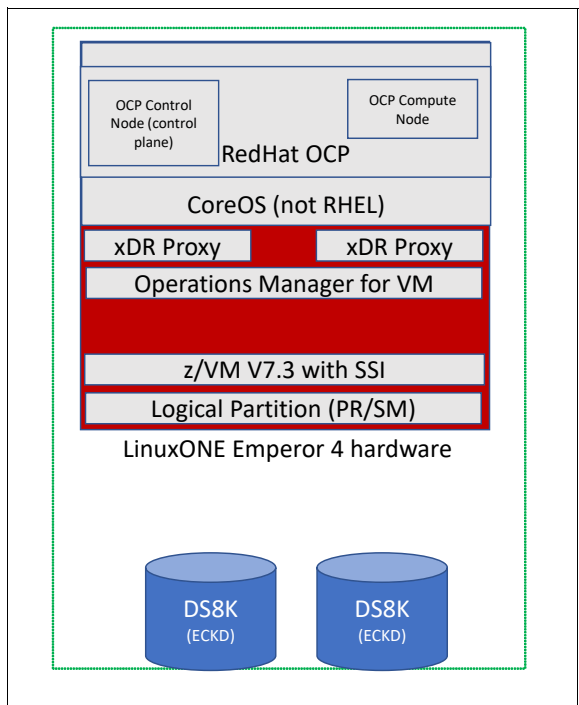 OCP Control
Node (control
plane)
OCP Compute
Node
RedHat OCP
CoreOS (not RHEL)
xDR Proxy
xDR Proxy
Operations Manager for VM
z/VM V7.3 with SSI
Logical Partition (PR/SM)
LinuxONE Emperor 4 hardware
DS8K
(ECKD)
DS8K
(ECKD)